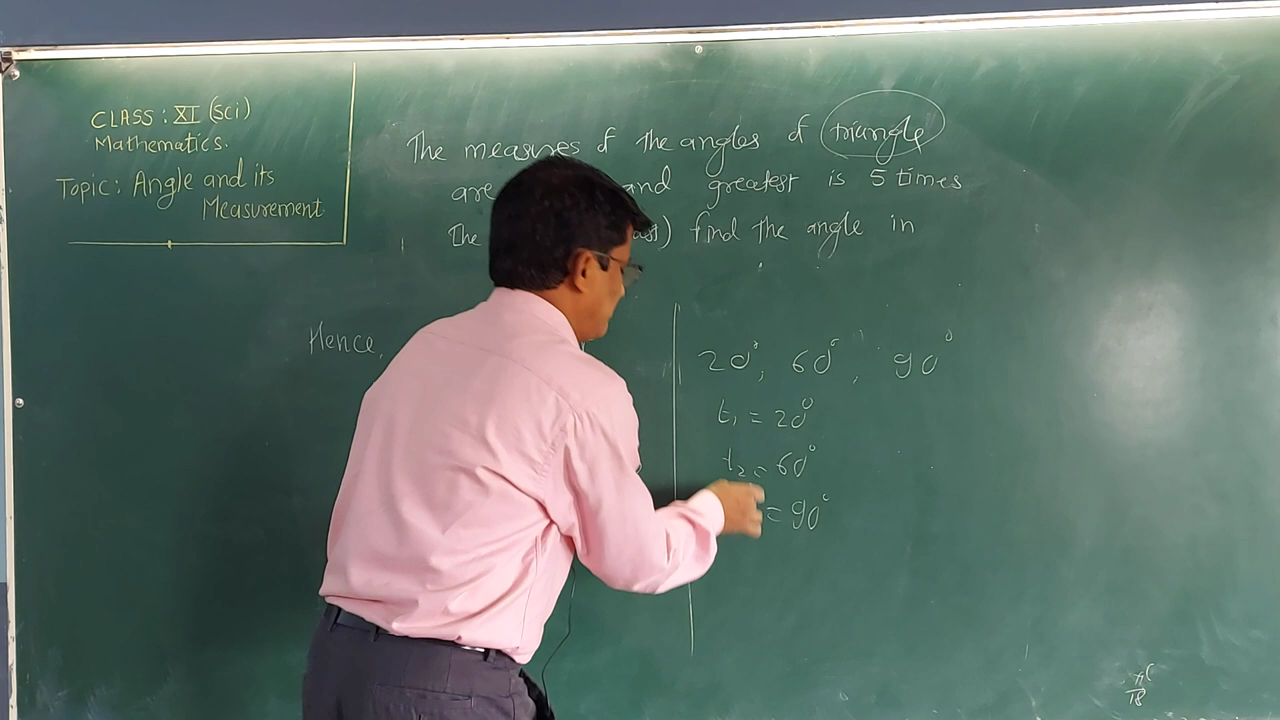 CLASS : XI (Sci)
Mathematics.
Topic: Angle and its
Measurement
The measures of the angles of triangle
are and greatest is 5 times
The find the angle in
Hence,
20°, 60°, 90°
t₁ = 20°
t₂ = 60°
= 90°
π/18 ᶜ